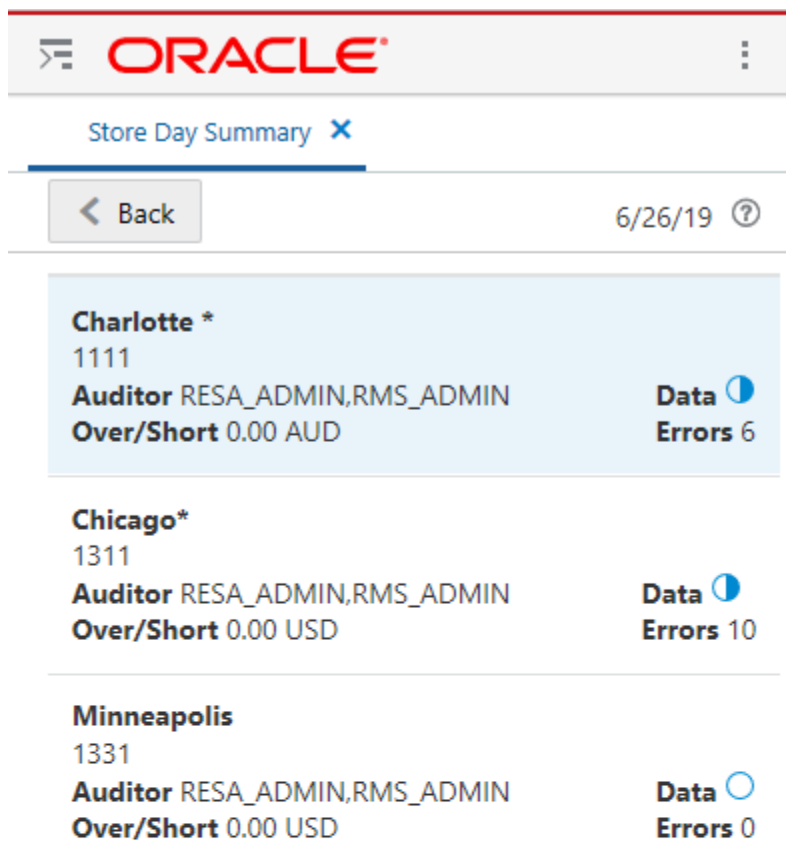 ORACLE
Store Day Summary
Back 6/26/19
Charlotte *
1111
Auditor RESA_ADMIN,RMS_ADMIN Data
Over/Short 0.00 AUD Errors 6
Chicago*
1311
Auditor RESA_ADMIN,RMS_ADMIN Data
Over/Short 0.00 USD Errors 10
Minneapolis
1331
Auditor RESA_ADMIN,RMS_ADMIN Data
Over/Short 0.00 USD Errors 0